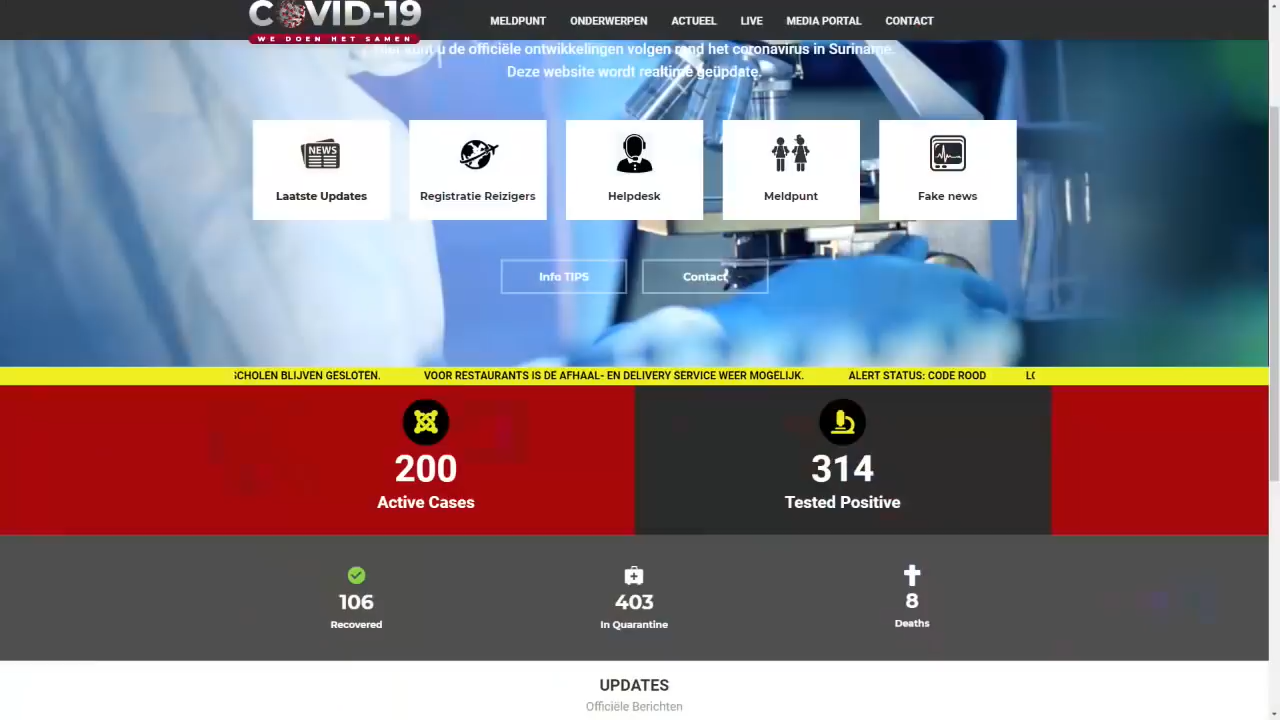 COVID-19
WE DOEN HET SAMEN
MELDPUNT ONDERWERPEN ACTUEEL LIVE MEDIA PORTAL CONTACT
kunt u de officiële ontwikkelingen volgen rond het coronavirus in Suriname.
Deze website wordt realtime geüpdate.
NEWS
Laatste Updates
Registratie Reizigers
Helpdesk
Meldpunt
Fake news
Info TIPS
Contact
SCHOLEN BLIJVEN GESLOTEN. VOOR RESTAURANTS IS DE AFHAAL- EN DELIVERY SERVICE WEER MOGELIJK. ALERT STATUS: CODE ROOD
200
Active Cases
314
Tested Positive
106
Recovered
403
In Quarantine
8
Deaths
UPDATES
Officiële Berichten